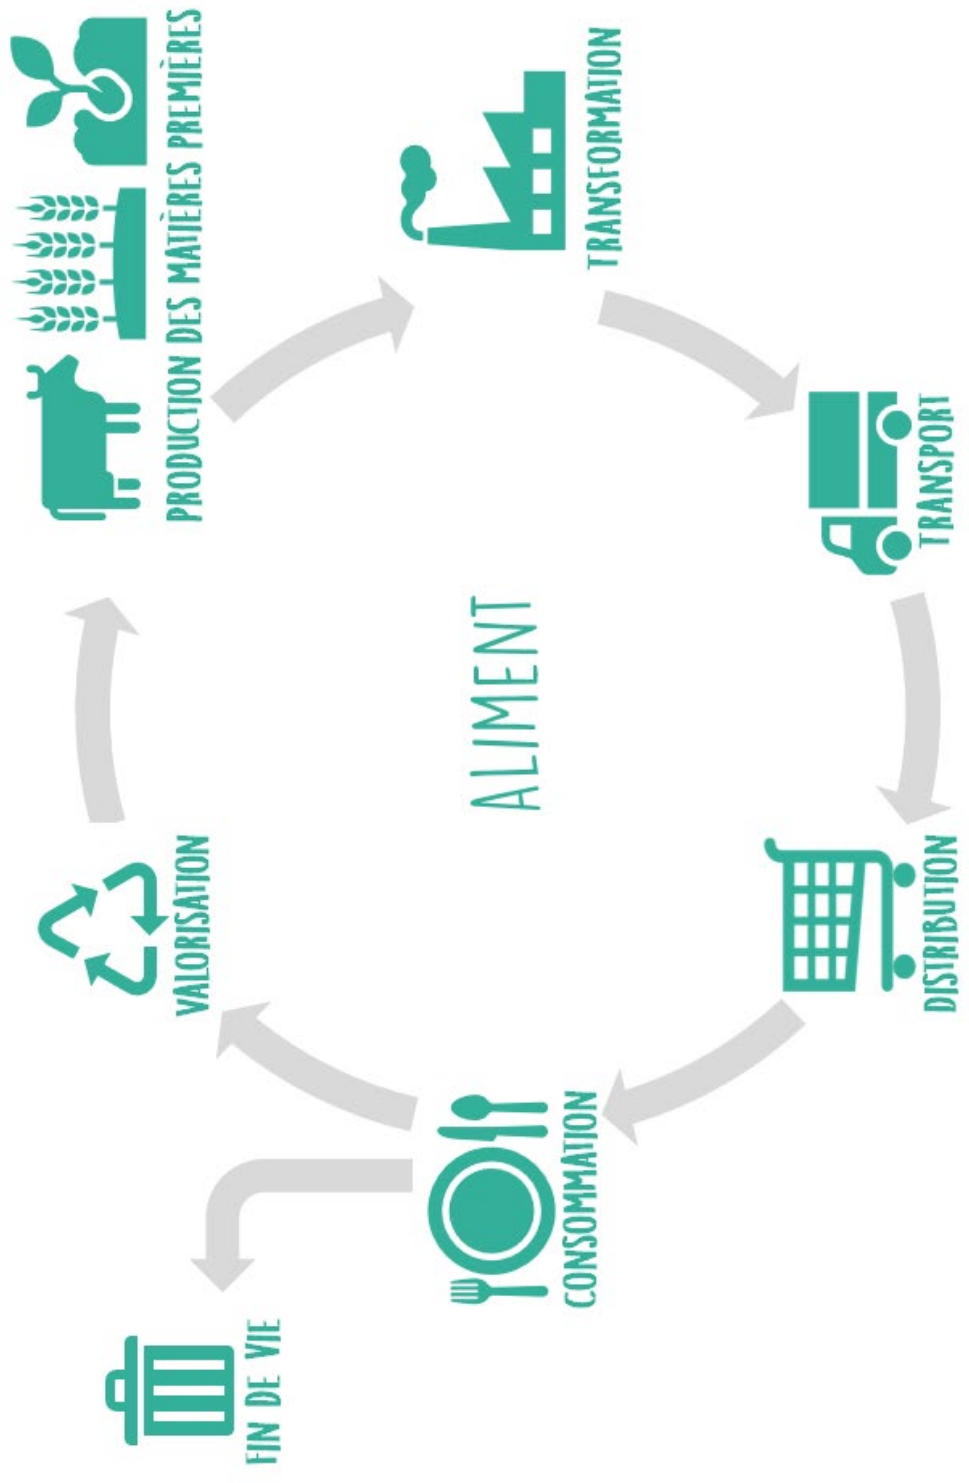 PRODUCTION DES MATIÈRES PREMIÈRES
TRANSFORMATION
TRANSPORT
DISTRIBUTION
CONSOMMATION
VALORISATION
FIN DE VIE
ALIMENT